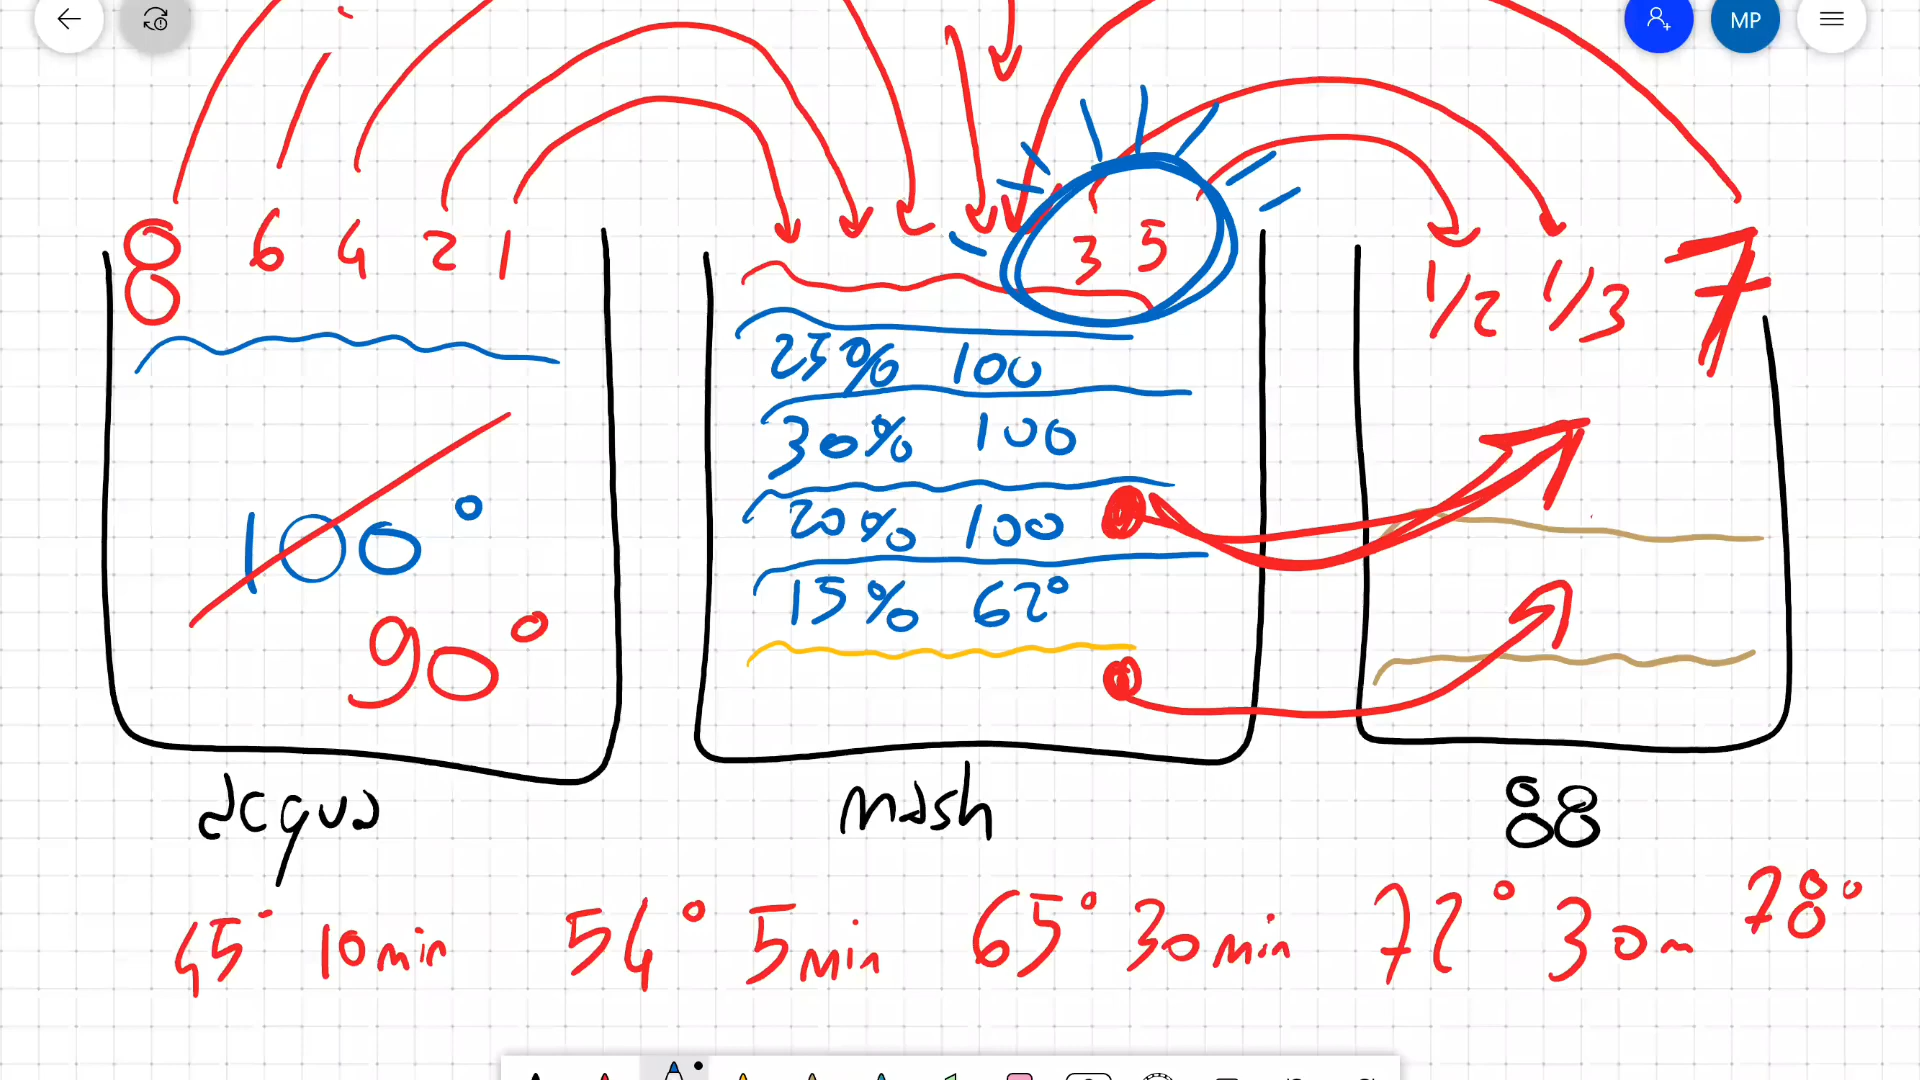 MP
8 6 4 2 1
3 5
1/2 1/3 7
25% 100
30% 100
20% 100
15% 62°
100°
90°
acqua
mash
88
45° 10min 54° 5min 65° 30min 72° 30m 78°